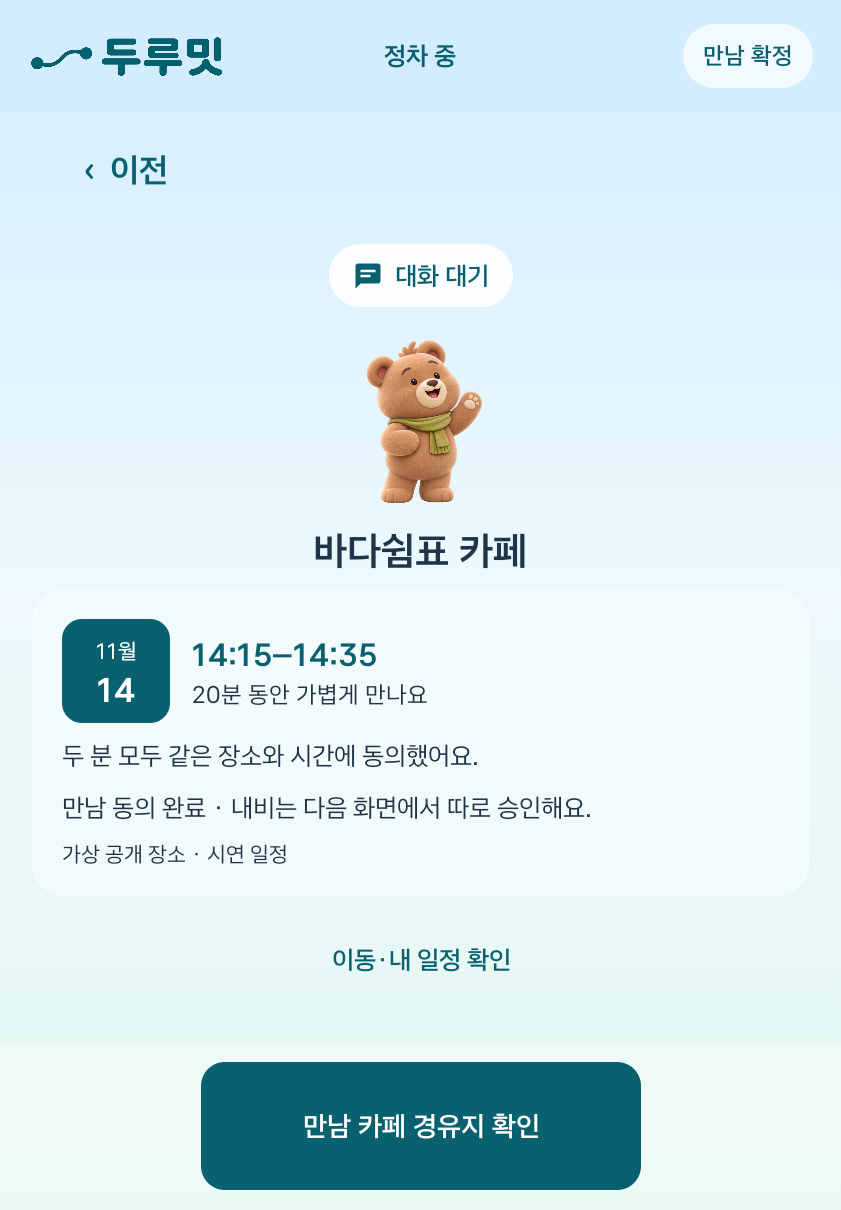 두루밋
정차 중
만남 확정
‹ 이전
대화 대기
바다쉼표 카페
11월
14
14:15–14:35
20분 동안 가볍게 만나요
두 분 모두 같은 장소와 시간에 동의했어요.
만남 동의 완료 · 내비는 다음 화면에서 따로 승인해요.
가상 공개 장소 · 시연 일정
이동·내 일정 확인
만남 카페 경유지 확인